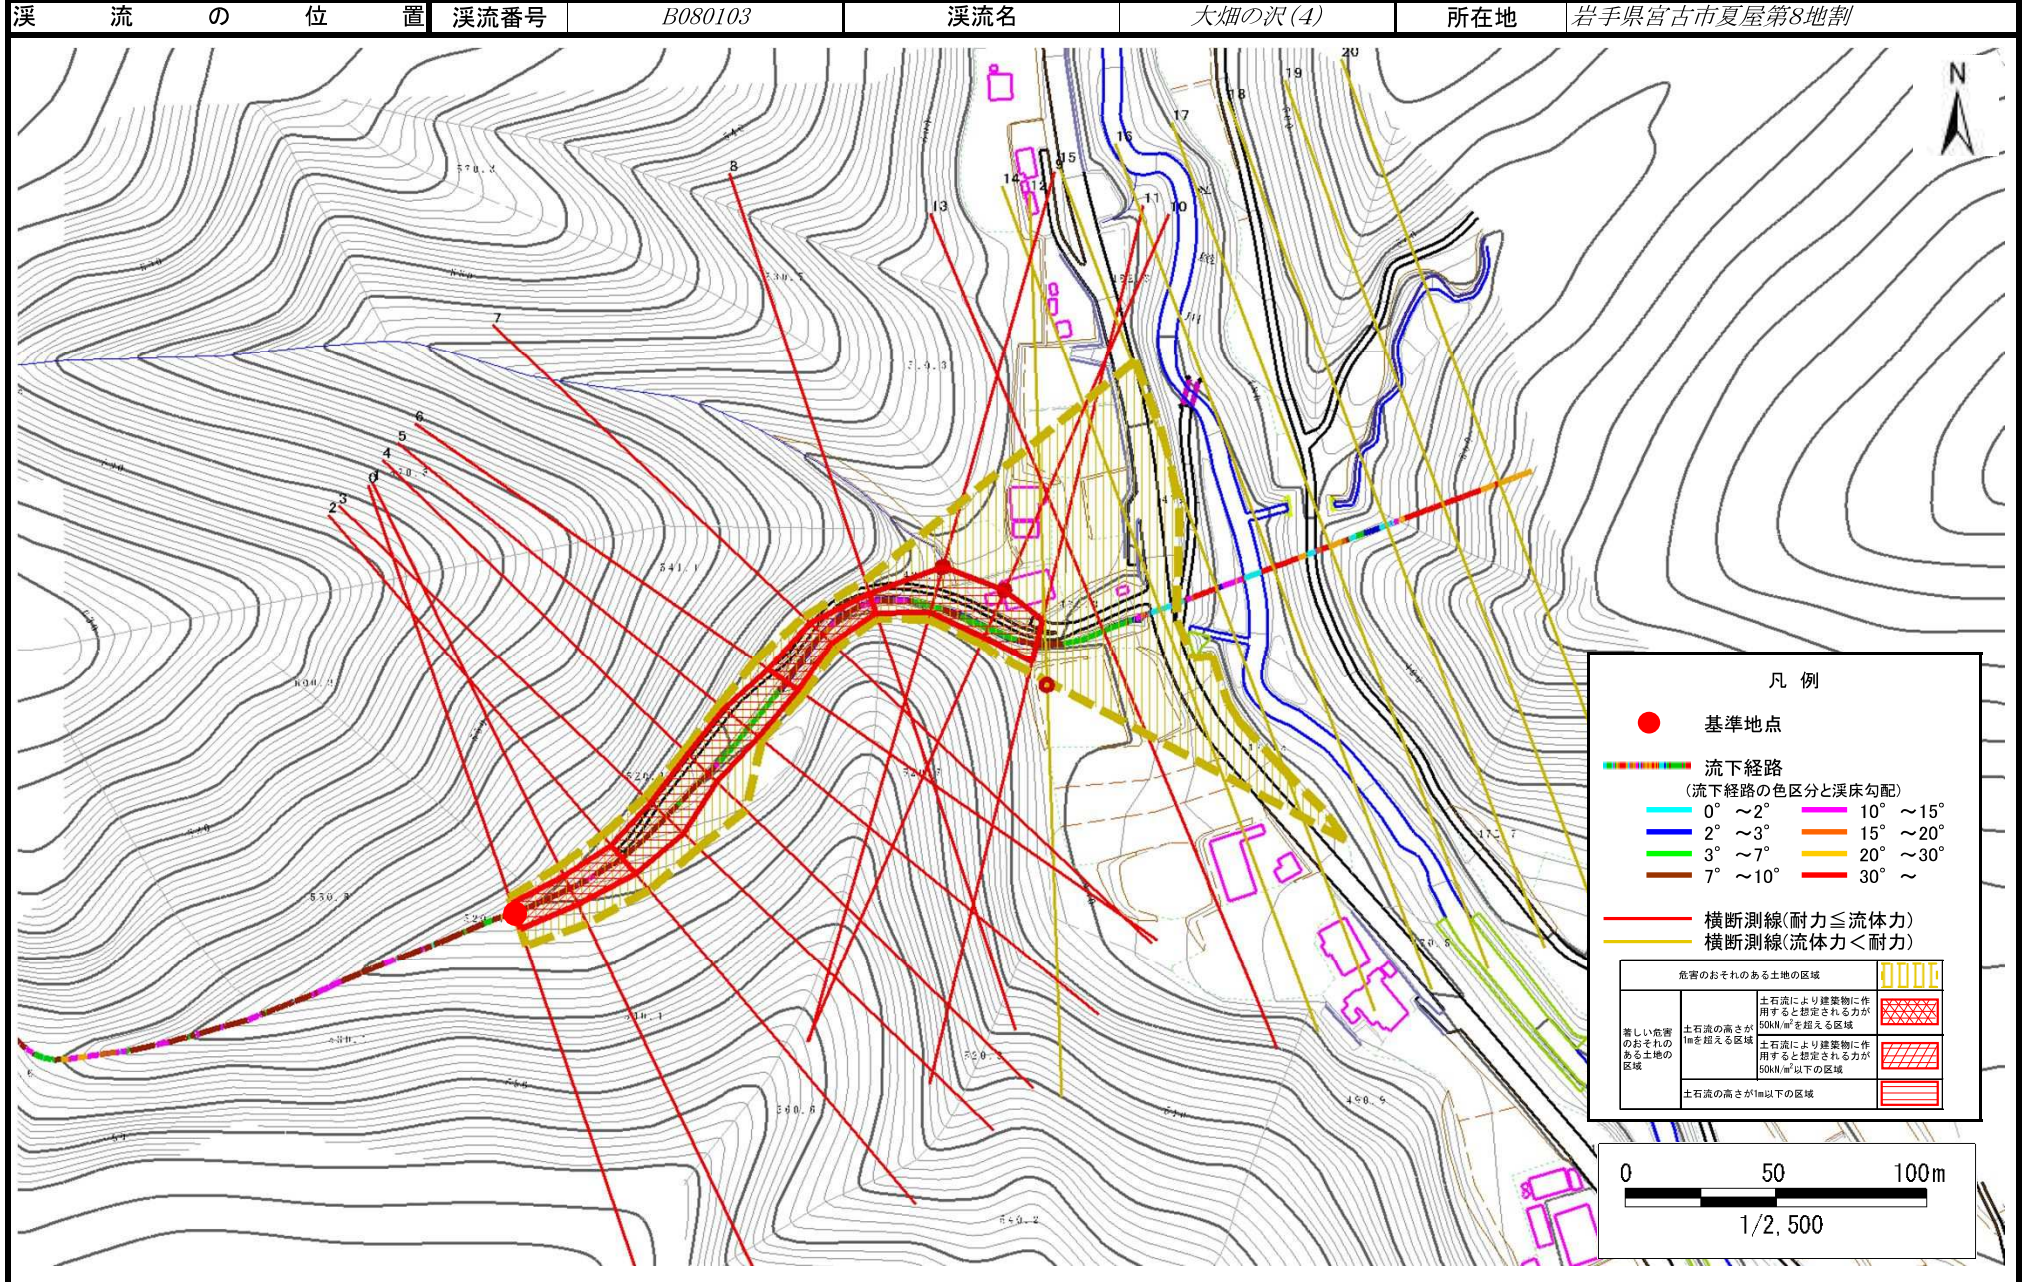 渓流の位置 渓流番号 B080103 渓流名 大畑の沢(4) 所在地 岩手県宮古市夏屋第8地割
N
20
19
18
17
16
15
9
14
12
11
10
13
8
7
6
5
4
3
2
凡例
基準地点
流下経路
(流下経路の色区分と渓床勾配)
0° ～2° 10° ～15°
2° ～3° 15° ～20°
3° ～7° 20° ～30°
7° ～10° 30° ～
横断測線(耐力≦流体力)
横断測線(流体力＜耐力)
危害のおそれのある土地の区域
著しい危害のおそれのある土地の区域
土石流の高さが1mを超える区域
土石流により建築物に作用すると想定される力が50kN/㎡を超える区域
土石流により建築物に作用すると想定される力が50kN/㎡以下の区域
土石流の高さが1m以下の区域
0 50 100m
1/2,500